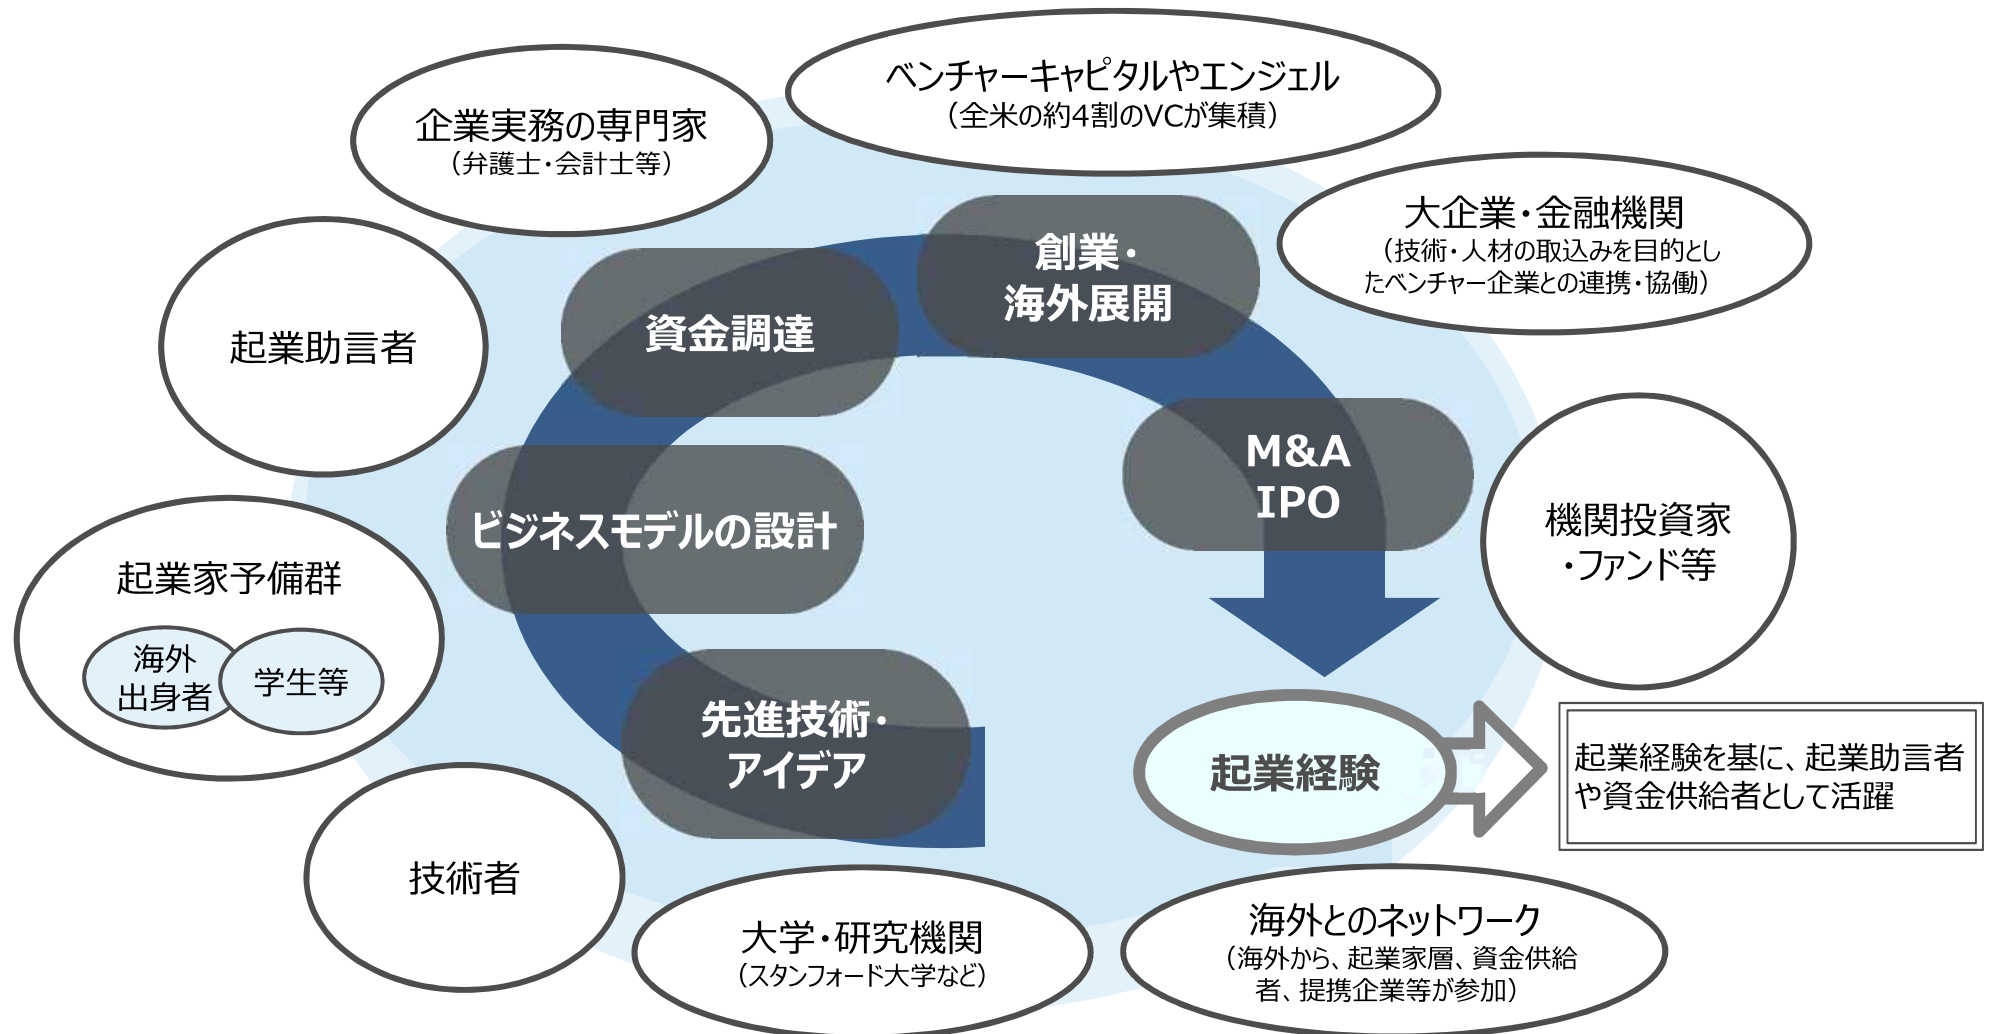 ベンチャーキャピタルやエンジェル
（全米の約4割のVCが集積）
企業実務の専門家
（弁護士・会計士等）
大企業・金融機関
（技術・人材の取込みを目的とし
たベンチャー企業との連携・協働）
創業・
海外展開
資金調達
起業助言者
M&A
IPO
ビジネスモデルの設計
機関投資家
・ファンド等
起業家予備群
海外
出身者
学生等
先進技術・
アイデア
起業経験
起業経験を基に、起業助言者
や資金供給者として活躍
技術者
大学・研究機関
（スタンフォード大学など）
海外とのネットワーク
（海外から、起業家層、資金供給
者、提携企業等が参加）